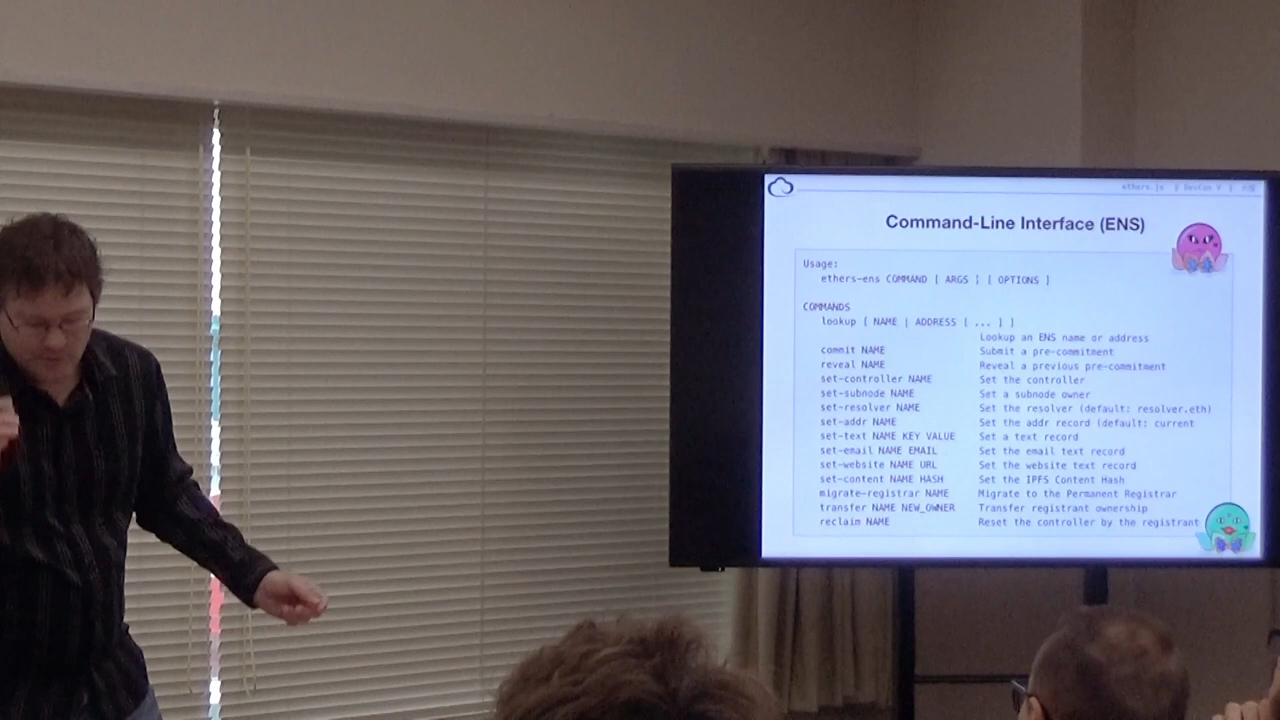 ethers.js | DevCon V |
Command-Line Interface (ENS)
Usage:
ethers-ens COMMAND [ ARGS ] [ OPTIONS ]
COMMANDS
lookup [ NAME | ADDRESS [ ... ] ]
Lookup an ENS name or address
commit NAME Submit a pre-commitment
reveal NAME Reveal a previous pre-commitment
set-controller NAME Set the controller
set-subnode NAME Set a subnode owner
set-resolver NAME Set the resolver (default: resolver.eth)
set-addr NAME Set the addr record (default: current
set-text NAME KEY VALUE Set a text record
set-email NAME EMAIL Set the email text record
set-website NAME URL Set the website text record
set-content NAME HASH Set the IPFS Content Hash
migrate-registrar NAME Migrate to the Permanent Registrar
transfer NAME NEW_OWNER Transfer registrant ownership
reclaim NAME Reset the controller by the registrant